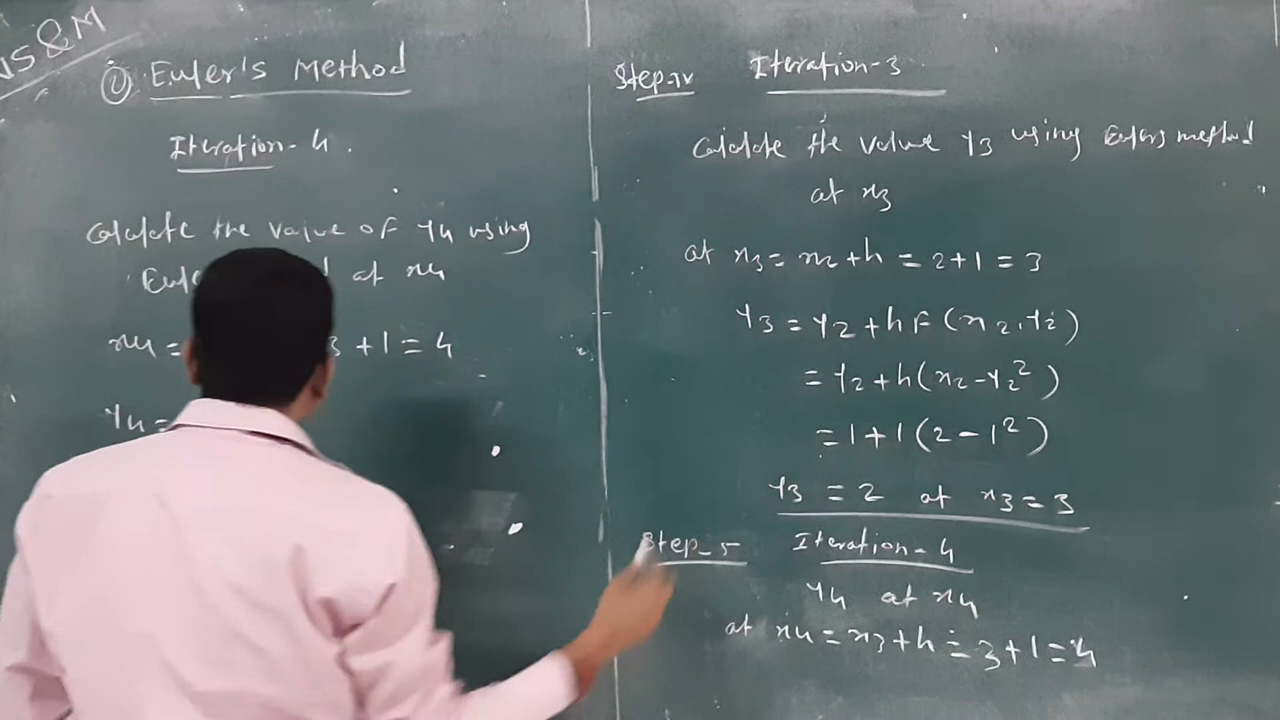 NS&M
① Euler's Method
Iteration-4.
Calculate the value of y4 using
Eule at x4
x4= 3 +1=4
y4=
Step-IV Iteration-3
Calculate the value y3 using Eulers method
at x3
at x3 = x2+h = 2+1 = 3
y3 = y2 + hF(x2,y2)
= y2+h(x2-y2²)
= 1+1(2-1²)
y3 = 2 at x3 = 3
Step-5 Iteration-4
y4 at x4
at x4 = x3+h = 3+1=4